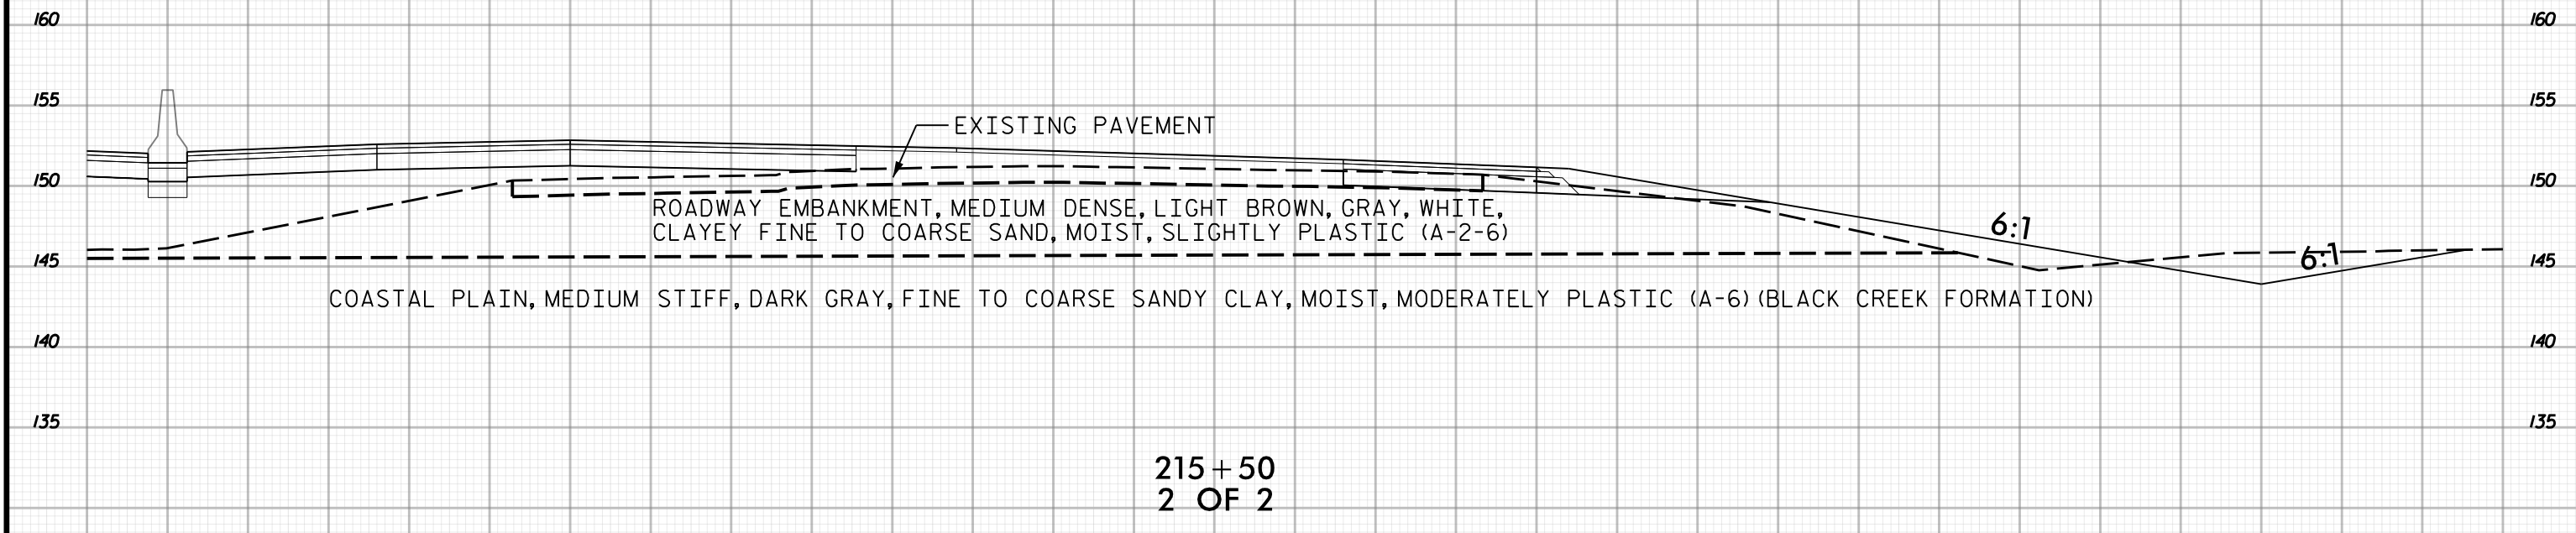 160 160
155 155
EXISTING PAVEMENT
150 150
ROADWAY EMBANKMENT, MEDIUM DENSE, LIGHT BROWN, GRAY, WHITE,
CLAYEY FINE TO COARSE SAND, MOIST, SLIGHTLY PLASTIC (A-2-6)
6:1
6:1
145 145
COASTAL PLAIN, MEDIUM STIFF, DARK GRAY, FINE TO COARSE SANDY CLAY, MOIST, MODERATELY PLASTIC (A-6) (BLACK CREEK FORMATION)
140 140
135 135
215+50
2 OF 2